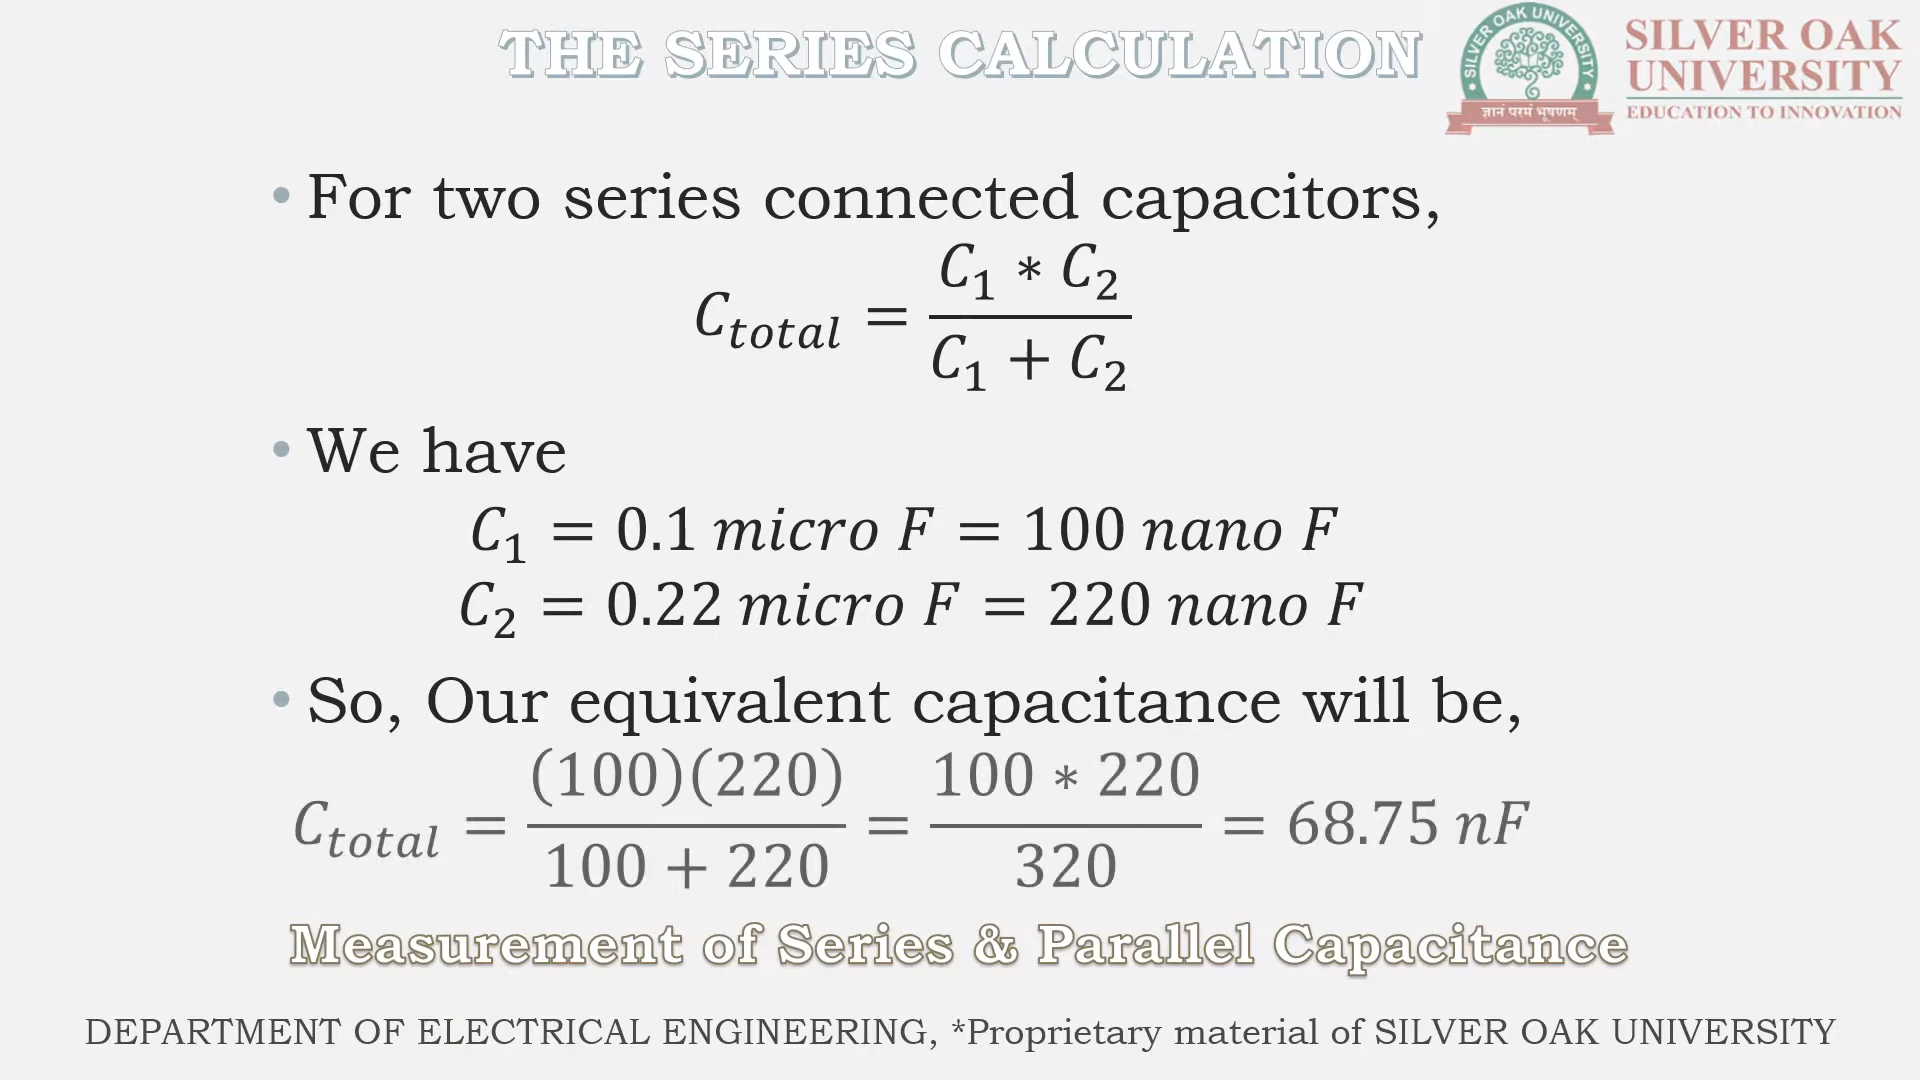 THE SERIES CALCULATION
SILVER OAK UNIVERSITY
ज्ञानं परमं भूषणम्
SILVER OAK
UNIVERSITY
EDUCATION TO INNOVATION
• For two series connected capacitors,
C_total = (C_1 * C_2) / (C_1 + C_2)
• We have
C_1 = 0.1 micro F = 100 nano F
C_2 = 0.22 micro F = 220 nano F
• So, Our equivalent capacitance will be,
C_total = (100)(220) / (100 + 220) = (100 * 220) / 320 = 68.75 nF
Measurement of Series & Parallel Capacitance
DEPARTMENT OF ELECTRICAL ENGINEERING, *Proprietary material of SILVER OAK UNIVERSITY